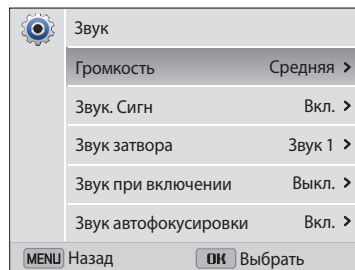 Звук
Громкость Средняя >
Звук. Сигн Вкл. >
Звук затвора Звук 1 >
Звук при включении Выкл. >
Звук автофокусировки Вкл. >
MENU Назад OK Выбрать